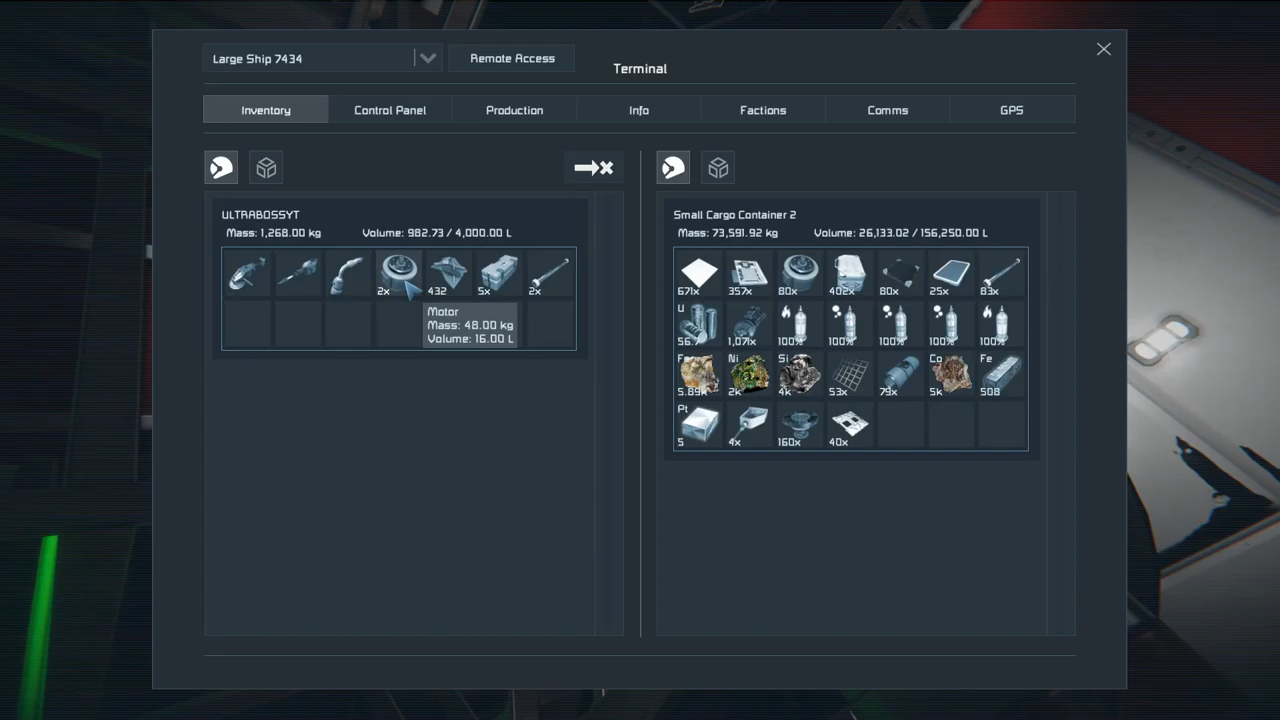 Large Ship 7434
Remote Access
Terminal
Inventory
Control Panel
Production
Info
Factions
Comms
GPS
ULTRABOSSYT
Mass: 1,268.00 kg
Volume: 982.73 / 4,000.00 L
2x
432
5x
2x
Motor
Mass: 48.00 kg
Volume: 16.00 L
Small Cargo Container 2
Mass: 73,591.92 kg
Volume: 26,133.02 / 156,250.00 L
671x
357x
80x
402x
80x
25x
83x
U
56.7
1,071x
100%
100%
100%
100%
100%
Fe
Ni
Si
Co
Fe
5.89k
2k
4k
53x
79x
5k
508
Pt
5
4x
160x
40x